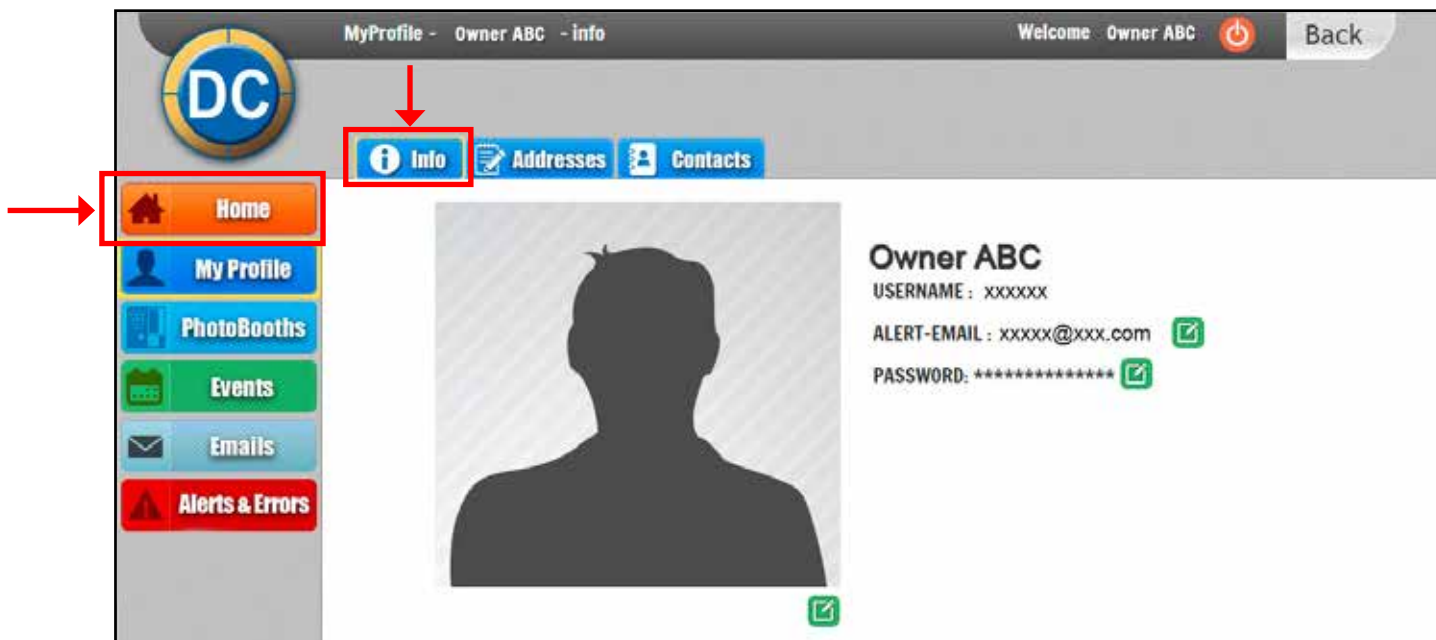 MyProfile - Owner ABC - info Welcome Owner ABC Back
DC
Info Addresses Contacts
Home
My Profile
PhotoBooths
Events
Emails
Alerts & Errors
Owner ABC
USERNAME : xxxxxx
ALERT-EMAIL : xxxxx@xxx.com
PASSWORD: **************